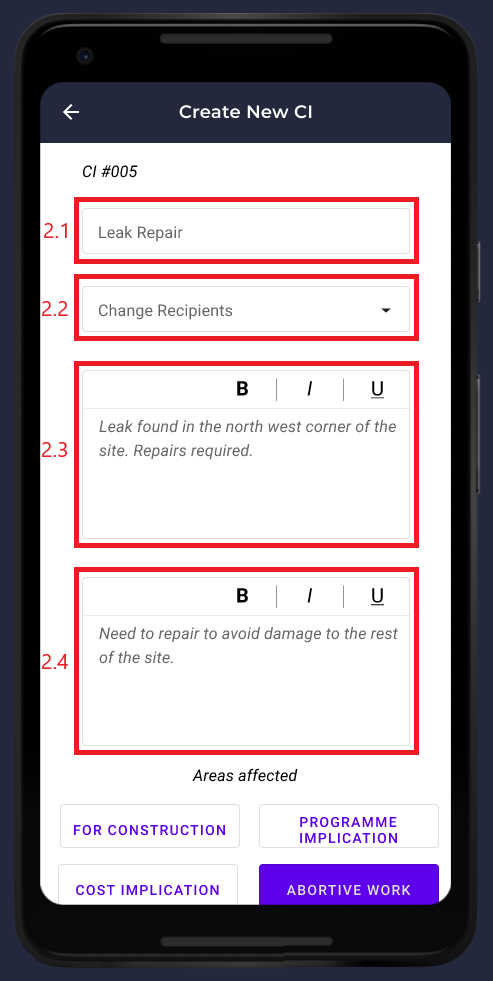 Create New CI
CI #005
2.1
Leak Repair
2.2
Change Recipients
2.3
B I U
Leak found in the north west corner of the
site. Repairs required.
2.4
B I U
Need to repair to avoid damage to the rest
of the site.
Areas affected
FOR CONSTRUCTION
PROGRAMME
IMPLICATION
COST IMPLICATION
ABORTIVE WORK